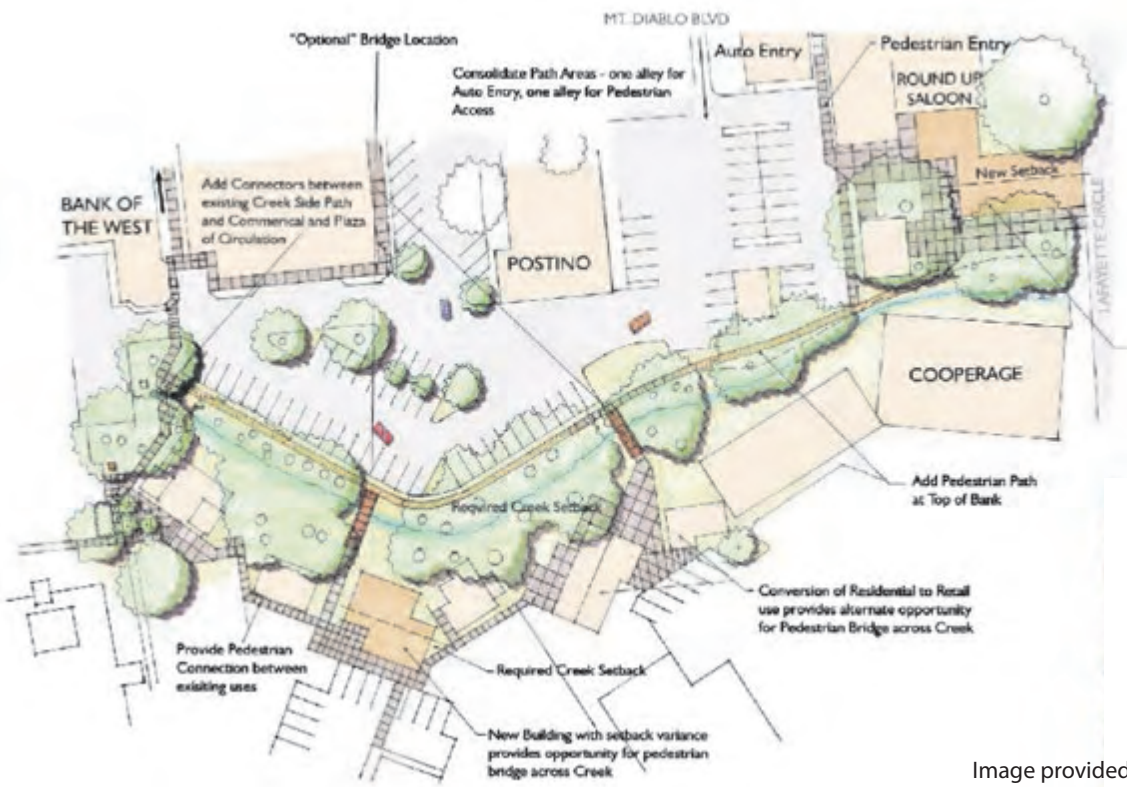 MT. DIABLO BLVD
"Optional" Bridge Location
Auto Entry
Pedestrian Entry
Consolidate Path Areas - one alley for
Auto Entry, one alley for Pedestrian
Access
ROUND UP
SALOON
New Setback
LAFAYETTE CIRCLE
BANK OF
THE WEST
Add Connectors between
existing Creek Side Path
and Commerical and Plaza
of Circulation
POSTINO
COOPERAGE
Add Pedestrian Path
at Top of Bank
Required Creek Setback
Conversion of Residential to Retail
use provides alternate opportunity
for Pedestrian Bridge across Creek
Provide Pedestrian
Connection between
exisiting uses
Required Creek Setback
New Building with setback variance
provides opportunity for pedestrian
bridge across Creek
Image provided